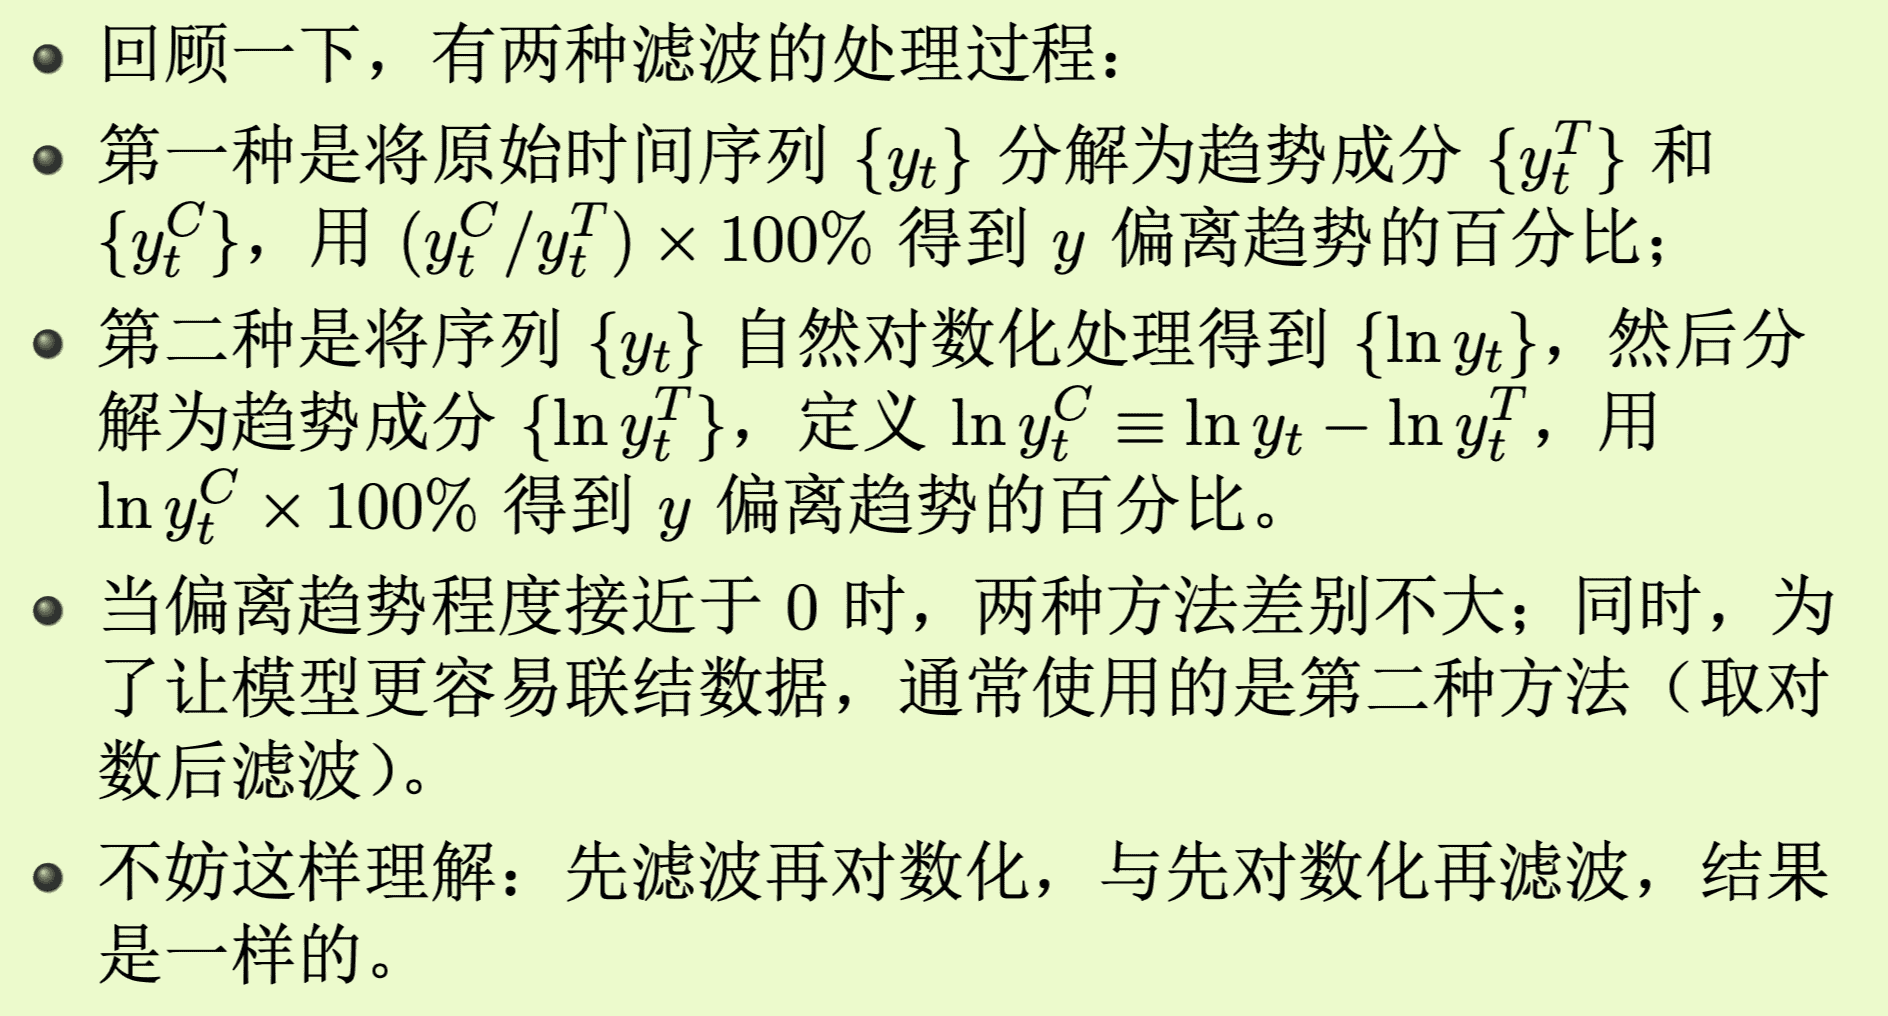 回顾一下，有两种滤波的处理过程：
第一种是将原始时间序列 {y_t} 分解为趋势成分 {y_t^T} 和
{y_t^C}，用 (y_t^C/y_t^T) × 100% 得到 y 偏离趋势的百分比；
第二种是将序列 {y_t} 自然对数化处理得到 {ln y_t}，然后分
解为趋势成分 {ln y_t^T}，定义 ln y_t^C ≡ ln y_t − ln y_t^T，用
ln y_t^C × 100% 得到 y 偏离趋势的百分比。
当偏离趋势程度接近于 0 时，两种方法差别不大；同时，为
了让模型更容易联结数据，通常使用的是第二种方法（取对
数后滤波）。
不妨这样理解：先滤波再对数化，与先对数化再滤波，结果
是一样的。